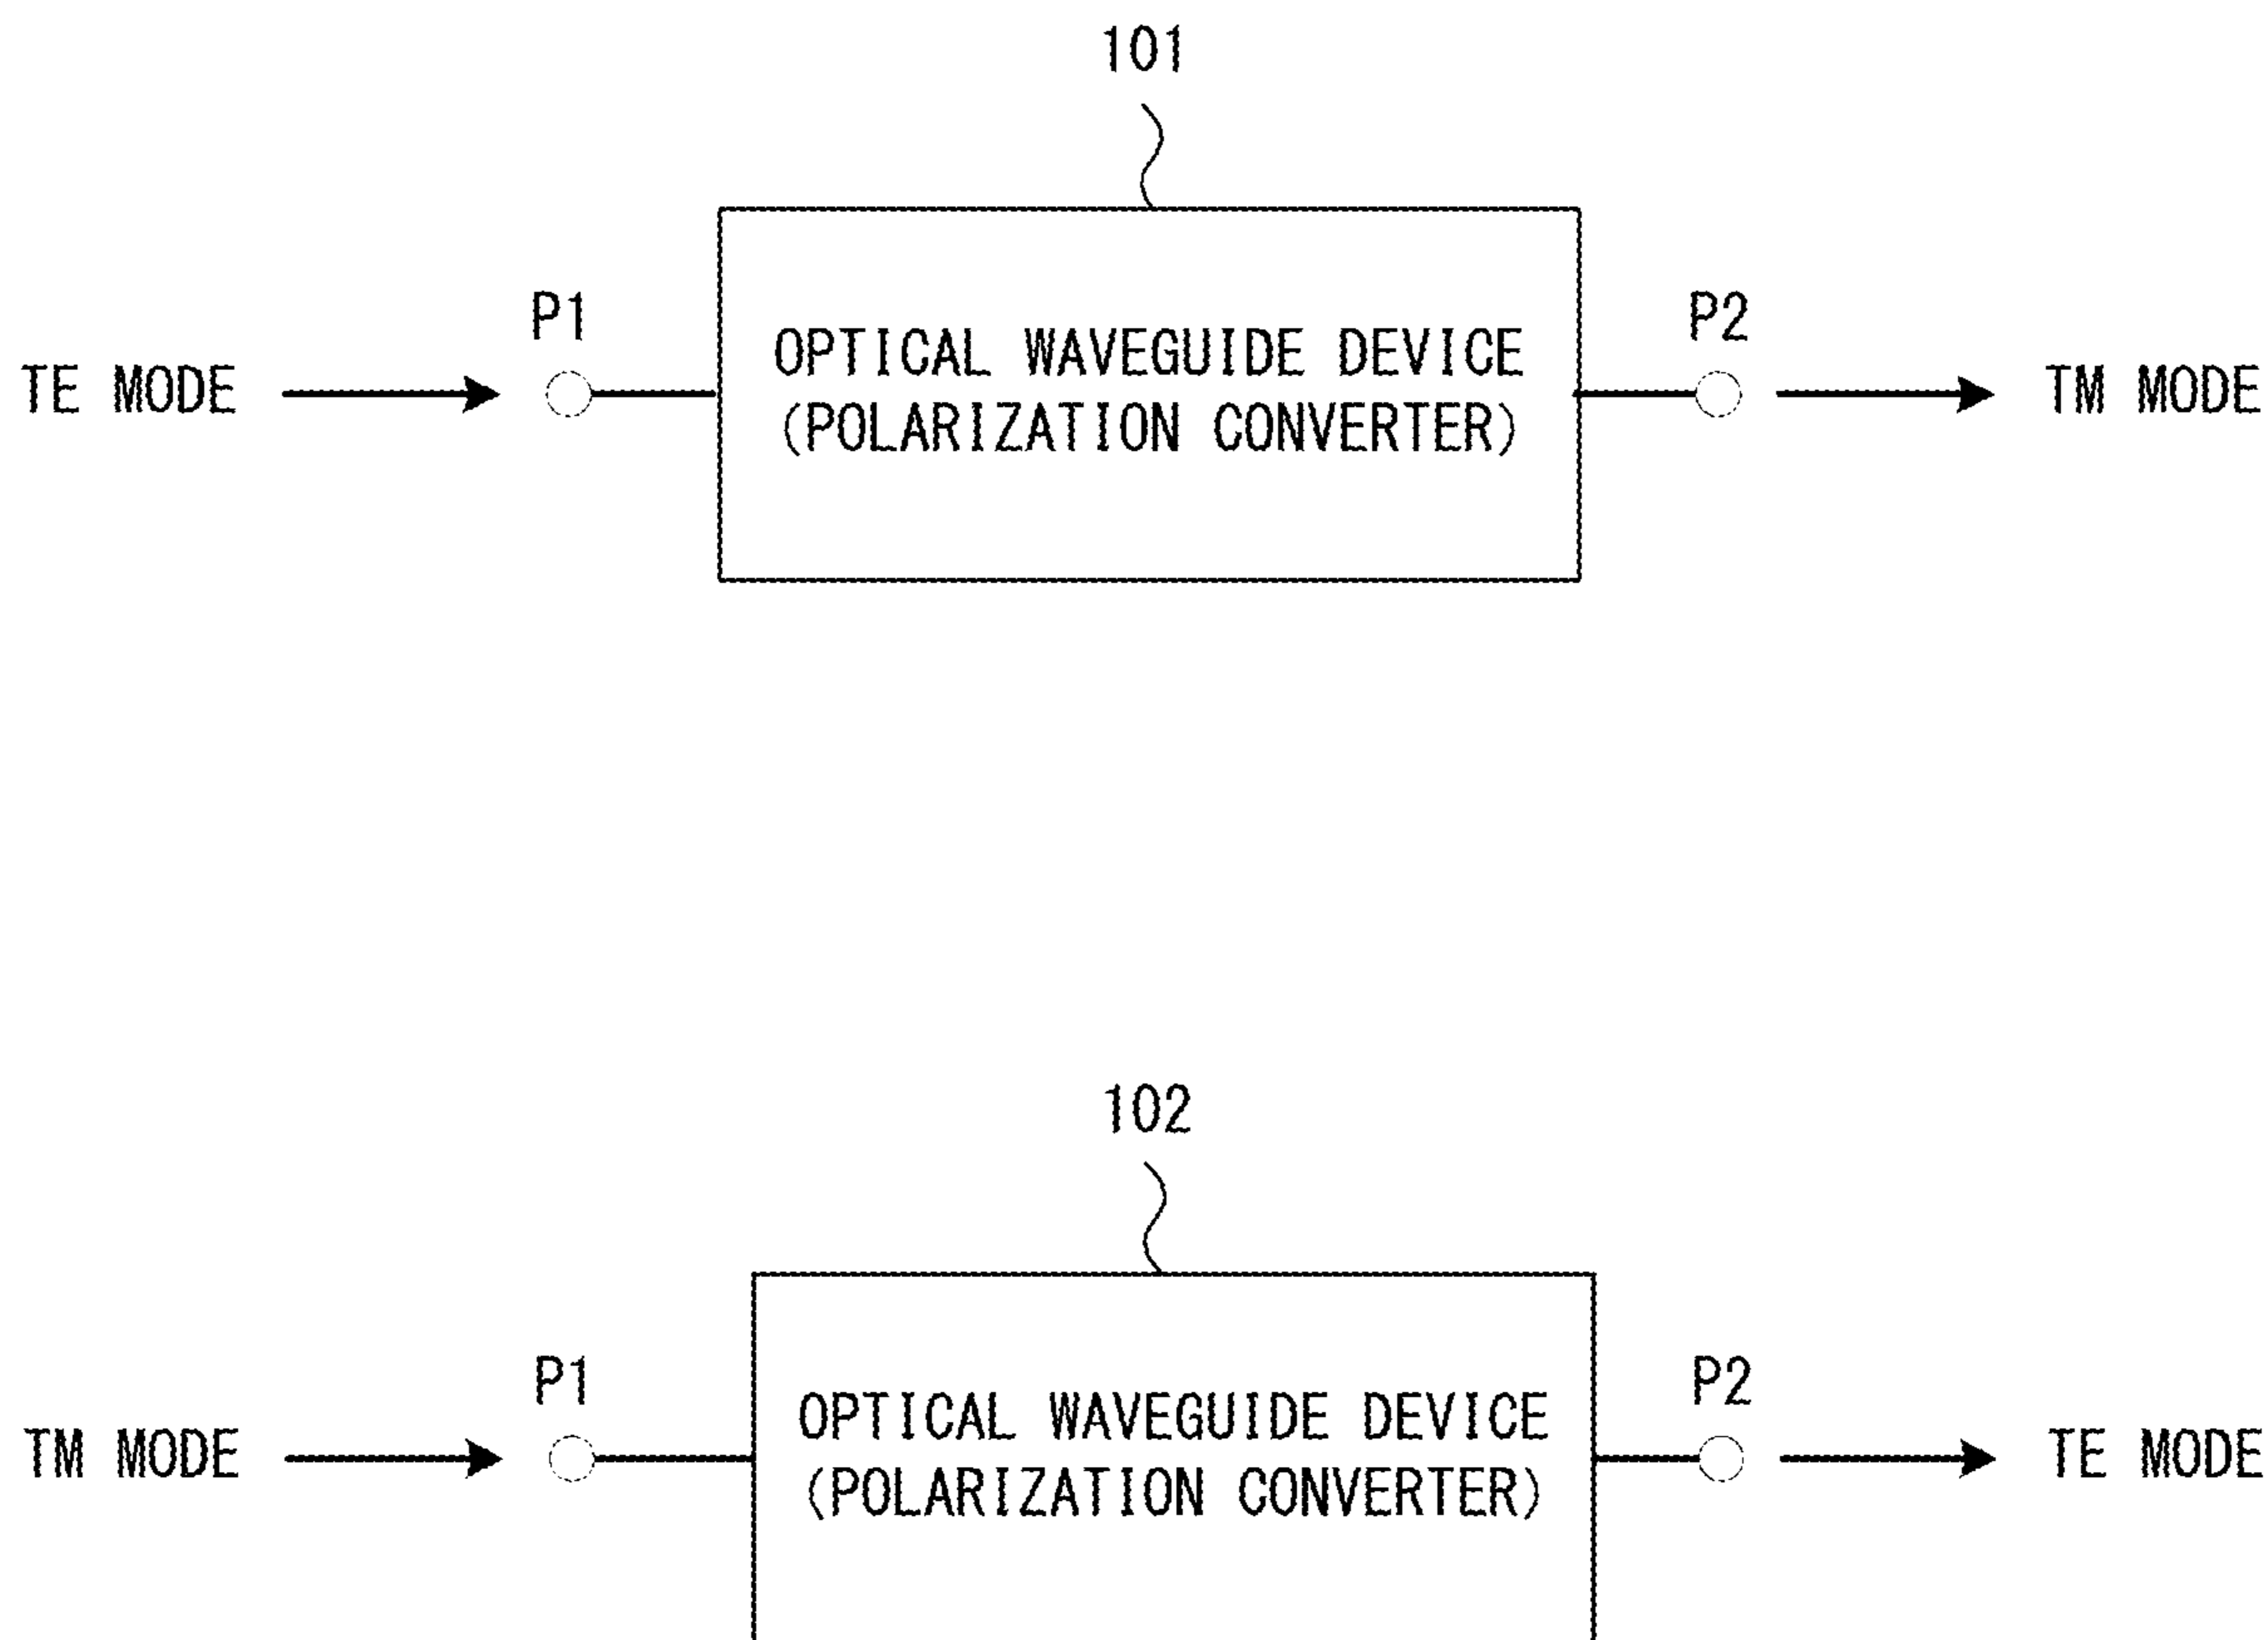 101
P1
P2
TE MODE
OPTICAL WAVEGUIDE DEVICE
(POLARIZATION CONVERTER)
TM MODE
102
P1
P2
TM MODE
OPTICAL WAVEGUIDE DEVICE
(POLARIZATION CONVERTER)
TE MODE